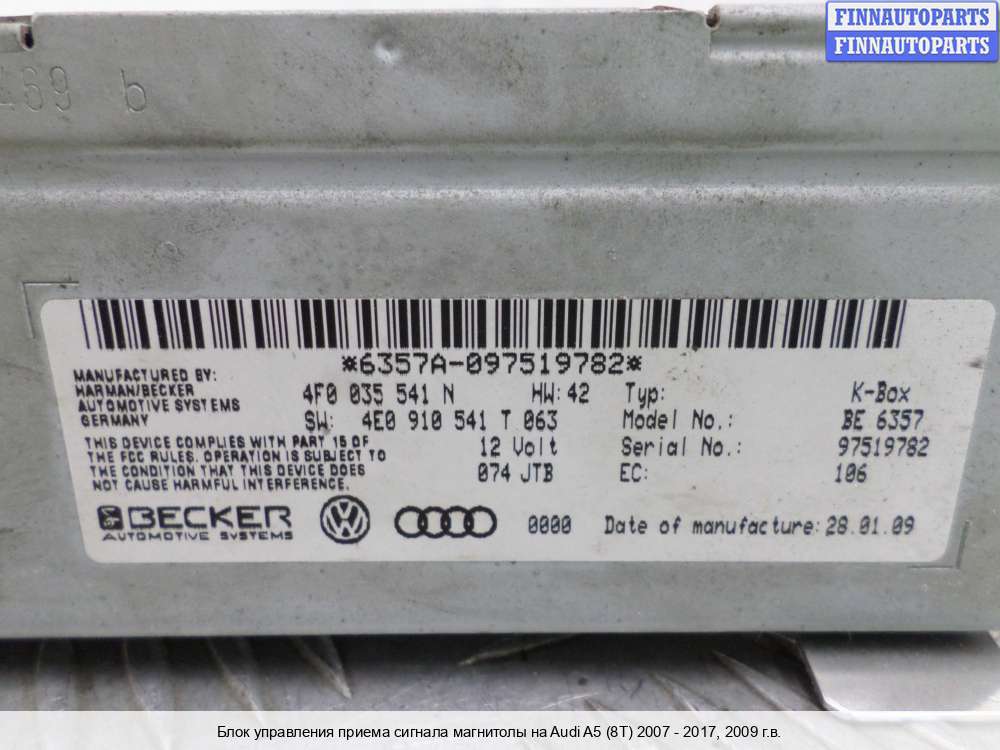 FINNAUTOPARTS
FINNAUTOPARTS
469 b
*6357A-097519782*
MANUFACTURED BY:
HARMAN/BECKER
AUTOMOTIVE SYSTEMS
GERMANY
4F0 035 541 N HW: 42 Typ: K-Box
SW: 4E0 910 541 T 063 Model No.: BE 6357
THIS DEVICE COMPLIES WITH PART 15 OF
THE FCC RULES. OPERATION IS SUBJECT TO
THE CONDITION THAT THIS DEVICE DOES
NOT CAUSE HARMFUL INTERFERENCE.
12 Volt Serial No.: 97519782
074 JTB EC: 106
BECKER
AUTOMOTIVE SYSTEMS
0000 Date of manufacture: 28.01.09
Блок управления приема сигнала магнитолы на Audi A5 (8T) 2007 - 2017, 2009 г.в.